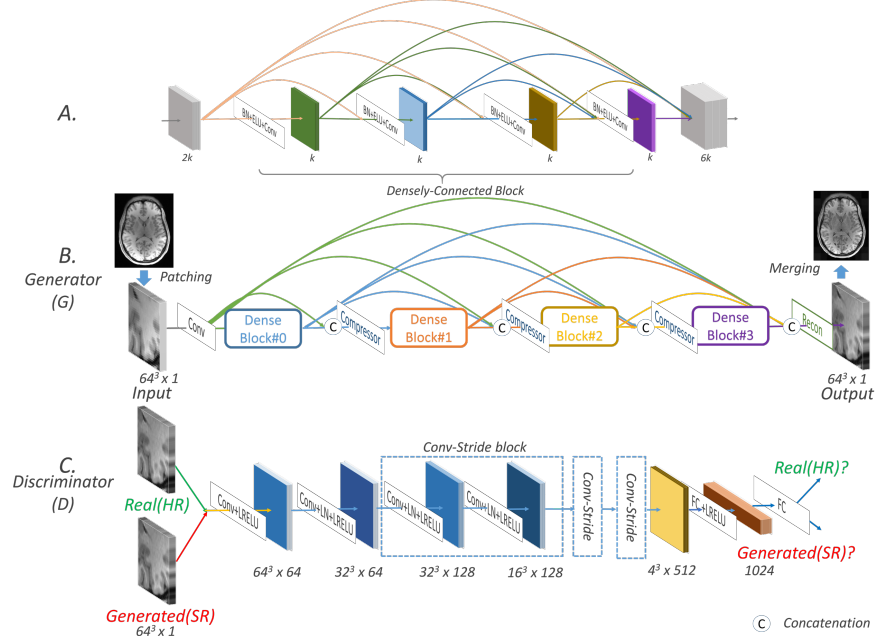 A.
BN+ELU+Conv
BN+ELU+Conv
BN+ELU+Conv
BN+ELU+Conv
2k
k
k
k
k
6k
Densely-Connected Block
B.
Generator
(G)
Patching
Merging
Conv
Dense
Block#0
C
Compressor
Dense
Block#1
C
Compressor
Dense
Block#2
C
Compressor
Dense
Block#3
C
Recon
64³ x 1
Input
64³ x 1
Output
C.
Discriminator
(D)
Conv-Stride block
Real(HR)
Conv+LRELU
Conv+LN+LRELU
Conv+LN+LRELU
Conv+LN+LRELU
Conv-Stride
Conv-Stride
FC
+LRELU
FC
Real(HR)?
Generated(SR)?
64³ x 64
32³ x 64
32³ x 128
16³ x 128
4³ x 512
1024
Generated(SR)
64³ x 1
C Concatenation